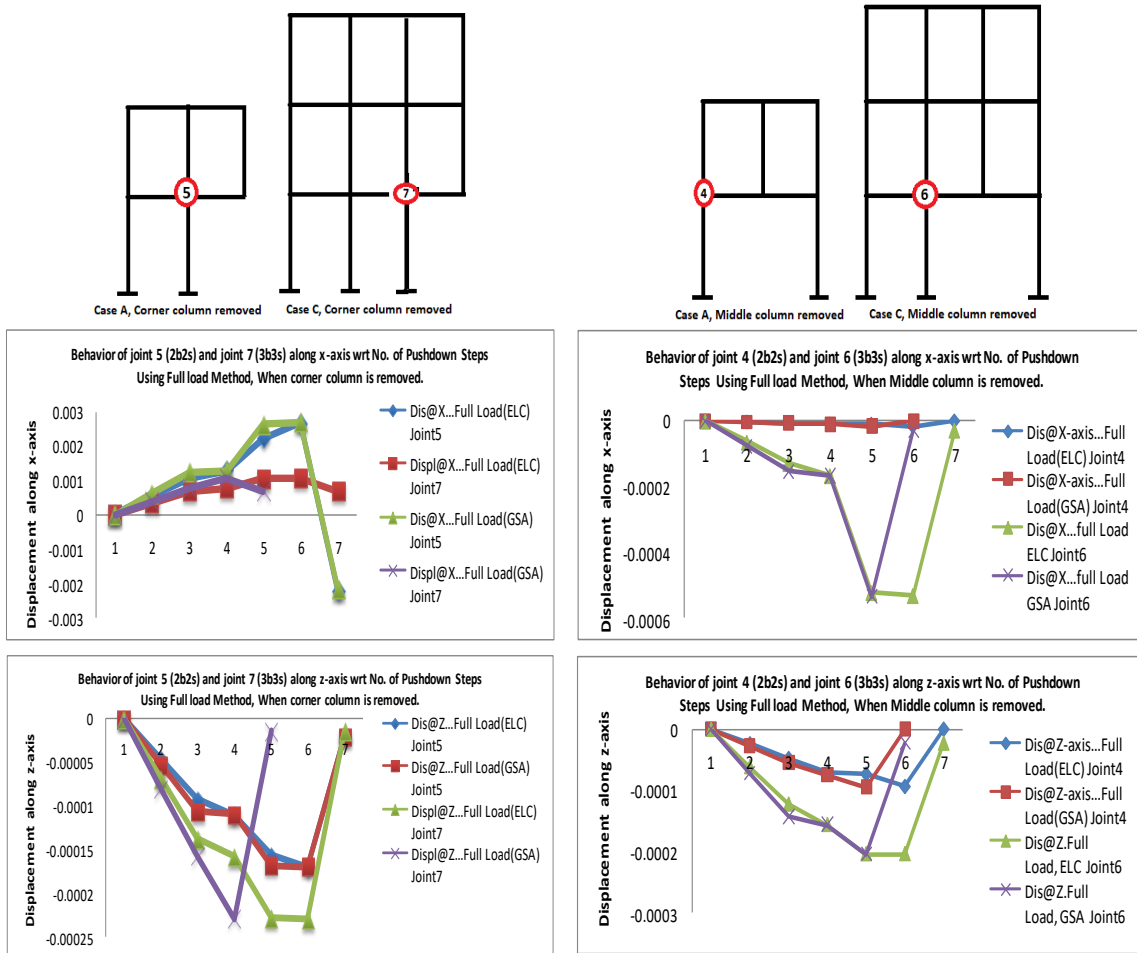 5
7
4
6
Case A, Corner column removed
Case C, Corner column removed
Case A, Middle column removed
Case C, Middle column removed
Behavior of joint 5 (2b2s) and joint 7 (3b3s) along x-axis wrt No. of Pushdown Steps
Using Full load Method, When corner column is removed.
Displacement along x-axis
0.003
0.002
0.001
0
-0.001
-0.002
-0.003
1
2
3
4
5
6
7
Dis@X...Full Load(ELC)
Joint5
Displ@X...Full Load(ELC)
Joint7
Dis@X...Full Load(GSA)
Joint5
Displ@X...Full Load(GSA)
Joint7
Behavior of joint 4 (2b2s) and joint 6 (3b3s) along x-axis wrt No. of Pushdown
Steps Using Full load Method, When Middle column is removed.
Displacement along x-axis
0
-0.0002
-0.0004
-0.0006
1
2
3
4
5
6
7
Dis@X-axis...Full
Load(ELC) Joint4
Dis@X-axis...Full
Load(GSA) Joint4
Dis@X...full Load
ELC Joint6
Dis@X...full Load
GSA Joint6
Behavior of joint 5 (2b2s) and joint 7 (3b3s) along z-axis wrt No. of Pushdown Steps
Using Full load Method, When corner column is removed.
Displacement along z-axis
0
-0.00005
-0.0001
-0.00015
-0.0002
-0.00025
1
2
3
4
5
6
7
Dis@Z...Full Load(ELC)
Joint5
Dis@Z...Full Load(GSA)
Joint5
Displ@Z...Full Load(ELC)
Joint7
Displ@Z...Full Load(GSA)
Joint7
Behavior of joint 4 (2b2s) and joint 6 (3b3s) along z-axis wrt No. of Pushdown
Steps Using Full load Method, When Middle column is removed.
Displacement along z-axis
0
-0.0001
-0.0002
-0.0003
1
2
3
4
5
6
7
Dis@Z-axis...Full
Load(ELC) Joint4
Dis@Z-axis...Full
Load(GSA) Joint4
Dis@Z.Full
Load, ELC Joint6
Dis@Z.Full
Load, GSA Joint6